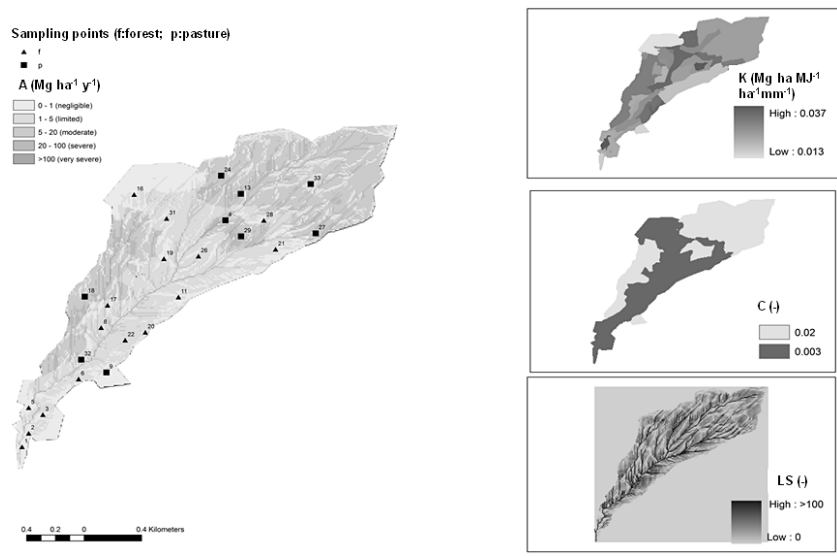 Sampling points (f:forest; p:pasture)
f
p
A (Mg ha-1 y-1)
0 - 1 (negligible)
1 - 5 (limited)
5 - 20 (moderate)
20 - 100 (severe)
>100 (very severe)
24
16
13
33
31
4
28
29
27
19
26
21
18
17
11
8
20
22
32
9
6
5
3
2
1
0.4 0.2 0 0.4 Kilometers
K (Mg ha MJ-1
ha-1mm-1)
High : 0.037
Low : 0.013
C (-)
0.02
0.003
LS (-)
High : >100
Low : 0